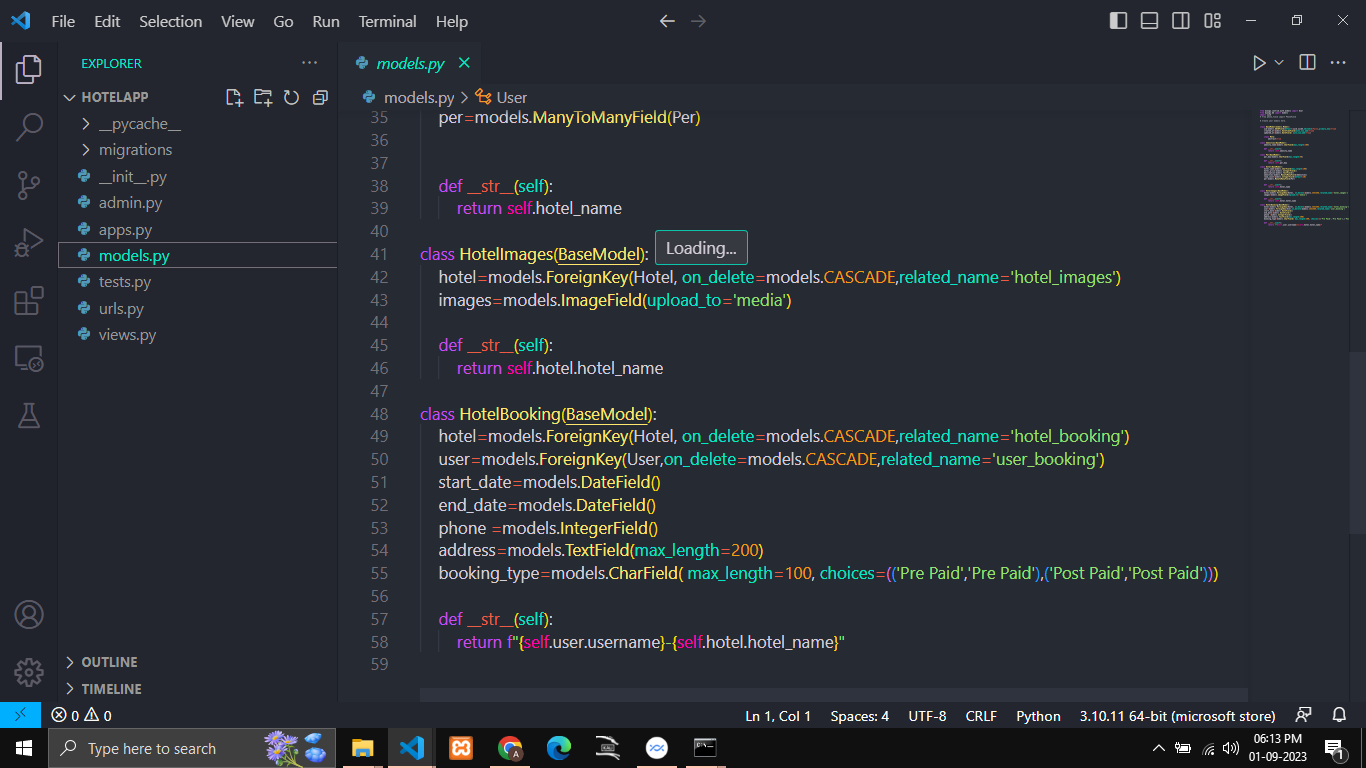 File Edit Selection View Go Run Terminal Help
EXPLORER
HOTELAPP
__pycache__
migrations
__init__.py
admin.py
apps.py
models.py
tests.py
urls.py
views.py
OUTLINE
TIMELINE
models.py
models.py > User
35 per=models.ManyToManyField(Per)
36
37
38 def __str__(self):
39 return self.hotel_name
40
41 class HotelImages(BaseModel):
Loading...
42 hotel=models.ForeignKey(Hotel, on_delete=models.CASCADE,related_name='hotel_images')
43 images=models.ImageField(upload_to='media')
44
45 def __str__(self):
46 return self.hotel.hotel_name
47
48 class HotelBooking(BaseModel):
49 hotel=models.ForeignKey(Hotel, on_delete=models.CASCADE,related_name='hotel_booking')
50 user=models.ForeignKey(User,on_delete=models.CASCADE,related_name='user_booking')
51 start_date=models.DateField()
52 end_date=models.DateField()
53 phone =models.IntegerField()
54 address=models.TextField(max_length=200)
55 booking_type=models.CharField( max_length=100, choices=(('Pre Paid','Pre Paid'),('Post Paid','Post Paid')))
56
57 def __str__(self):
58 return f"{self.user.username}-{self.hotel.hotel_name}"
59
0 0 Ln 1, Col 1 Spaces: 4 UTF-8 CRLF Python 3.10.11 64-bit (microsoft store)
Type here to search
06:13 PM
01-09-2023
1